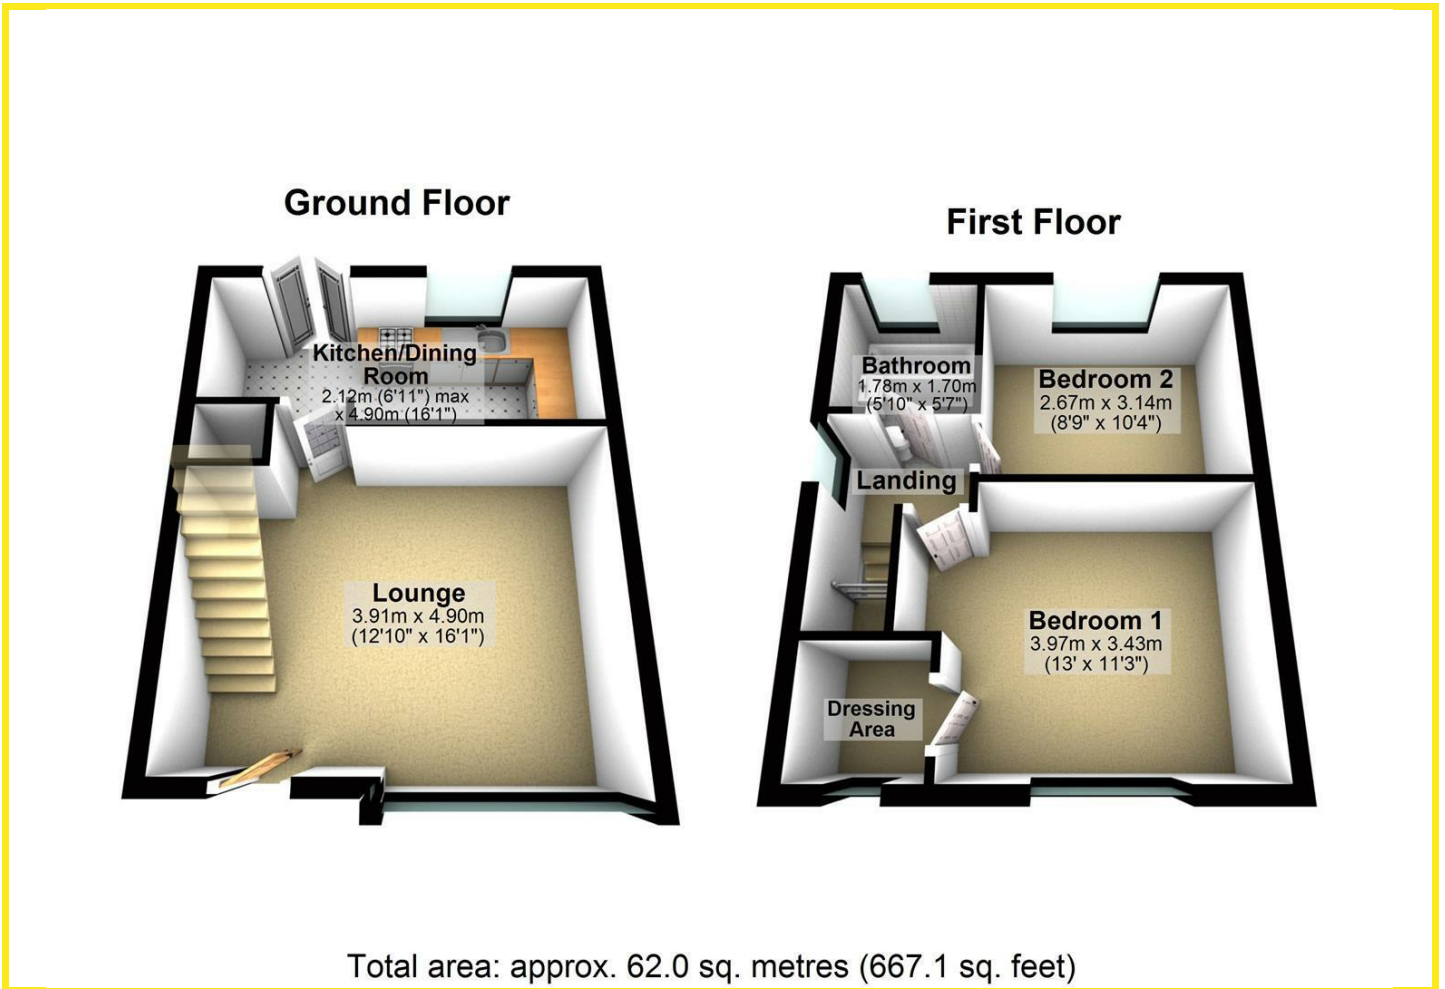 Ground Floor
Kitchen/Dining
Room
2.12m (6'11") max
x 4.90m (16'1")
Lounge
3.91m x 4.90m
(12'10" x 16'1")
First Floor
Bathroom
1.78m x 1.70m
(5'10" x 5'7")
Bedroom 2
2.67m x 3.14m
(8'9" x 10'4")
Landing
Bedroom 1
3.97m x 3.43m
(13' x 11'3")
Dressing
Area
Total area: approx. 62.0 sq. metres (667.1 sq. feet)